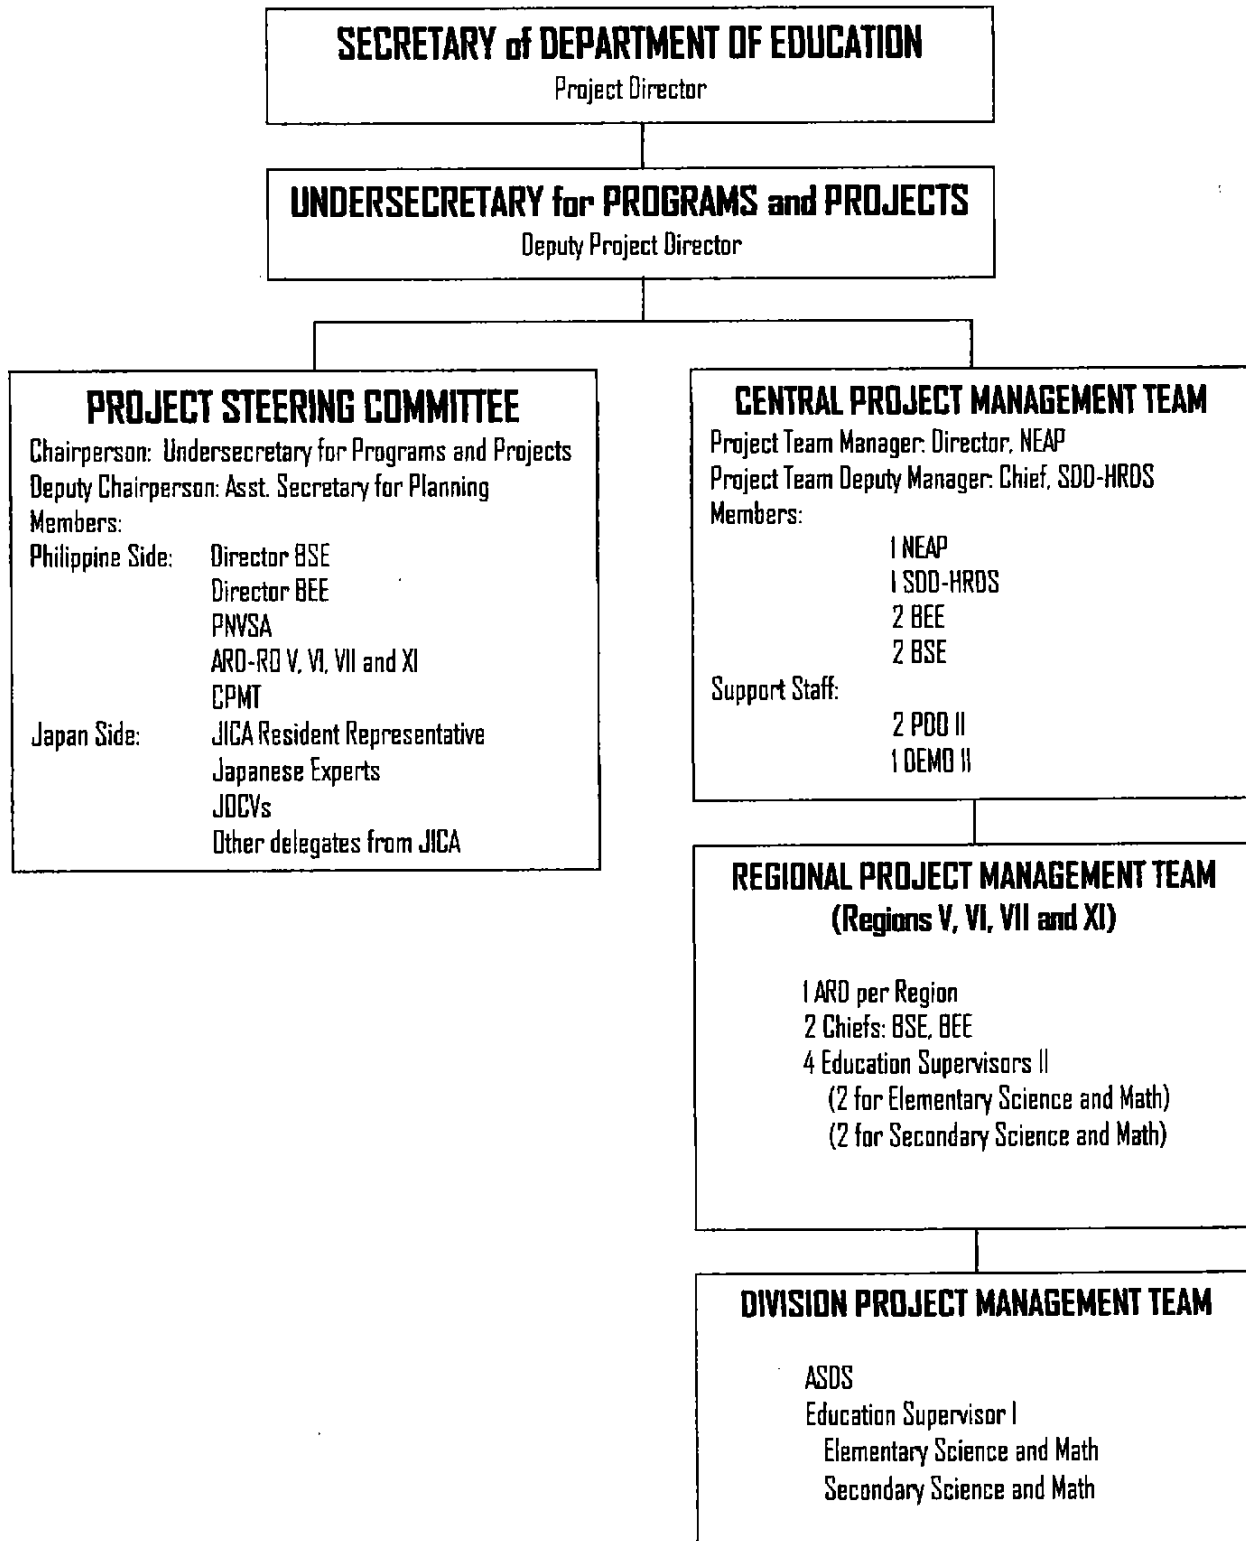 SECRETARY of DEPARTMENT OF EDUCATION
Project Director
UNDERSECRETARY for PROGRAMS and PROJECTS
Deputy Project Director
PROJECT STEERING COMMITTEE
Chairperson: Undersecretary for Programs and Projects
Deputy Chairperson: Asst. Secretary for Planning
Members:
Philippine Side: Director BSE
Director BEE
PNVSA
ARD-RO V, VI, VII and XI
CPMT
Japan Side: JICA Resident Representative
Japanese Experts
JOCVs
Other delegates from JICA
CENTRAL PROJECT MANAGEMENT TEAM
Project Team Manager: Director, NEAP
Project Team Deputy Manager: Chief, SDD-HRDS
Members:
1 NEAP
1 SDD-HRDS
2 BEE
2 BSE
Support Staff:
2 PDO II
1 DEMO II
REGIONAL PROJECT MANAGEMENT TEAM
(Regions V, VI, VII and XI)
1 ARD per Region
2 Chiefs: BSE, BEE
4 Education Supervisors II
(2 for Elementary Science and Math)
(2 for Secondary Science and Math)
DIVISION PROJECT MANAGEMENT TEAM
ASDS
Education Supervisor I
Elementary Science and Math
Secondary Science and Math